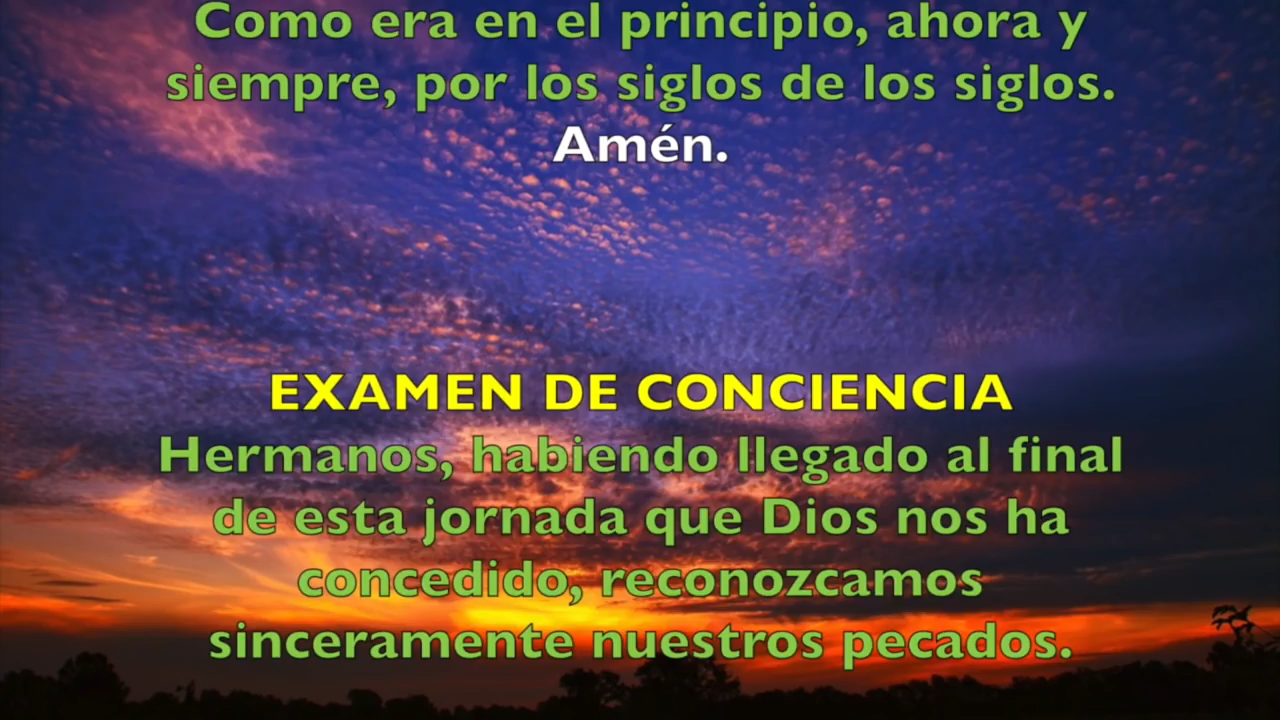 Como era en el principio, ahora y
siempre, por los siglos de los siglos.
Amén.
EXAMEN DE CONCIENCIA
Hermanos, habiendo llegado al final
de esta jornada que Dios nos ha
concedido, reconozcamos
sinceramente nuestros pecados.